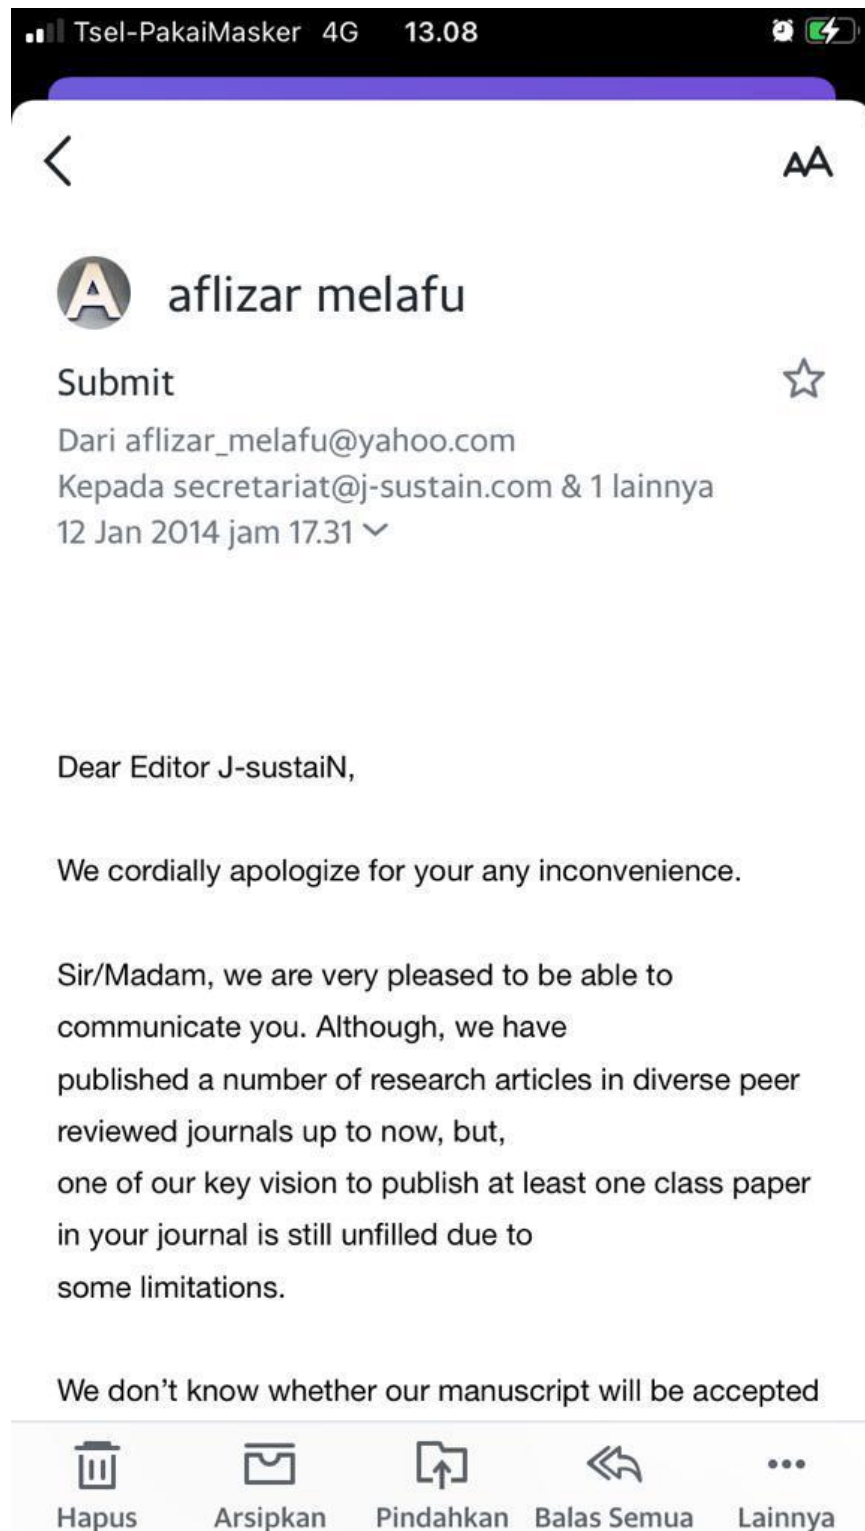 Tsel-PakaiMasker 4G 13.08
AA
A aflizar melafu
Submit
Dari aflizar_melafu@yahoo.com
Kepada secretariat@j-sustain.com & 1 lainnya
12 Jan 2014 jam 17.31
Dear Editor J-sustaiN,
We cordially apologize for your any inconvenience.
Sir/Madam, we are very pleased to be able to
communicate you. Although, we have
published a number of research articles in diverse peer
reviewed journals up to now, but,
one of our key vision to publish at least one class paper
in your journal is still unfilled due to
some limitations.
We don’t know whether our manuscript will be accepted
Hapus Arsipkan Pindahkan Balas Semua Lainnya